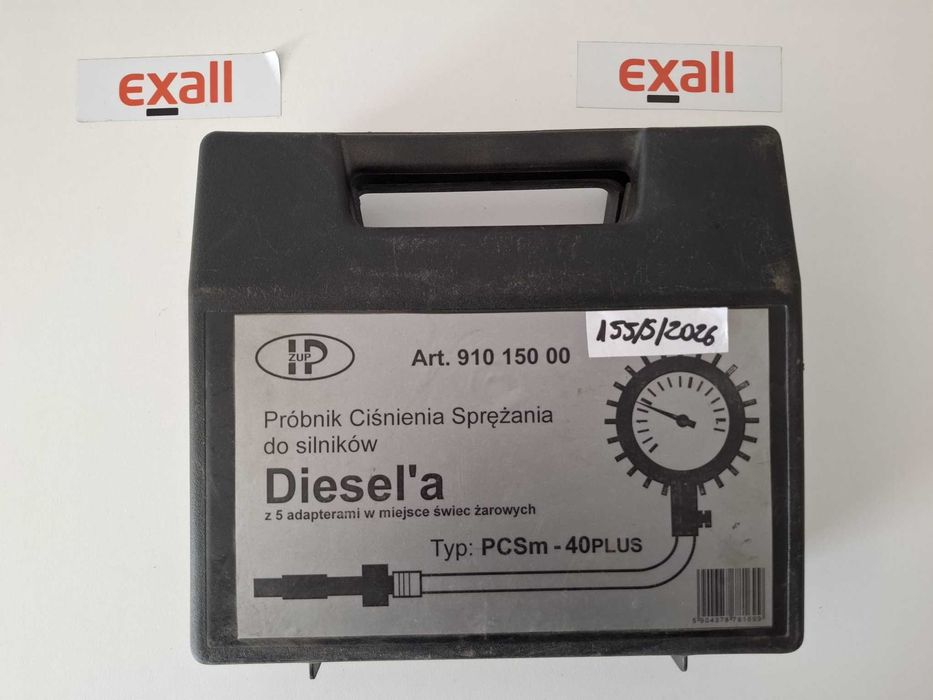 exall
exall
155/5/2026
HP
ZUP
Art. 910 150 00
Próbnik Ciśnienia Sprężania
do silników
Diesel'a
z 5 adapterami w miejsce świec żarowych
Typ: PCSm - 40PLUS